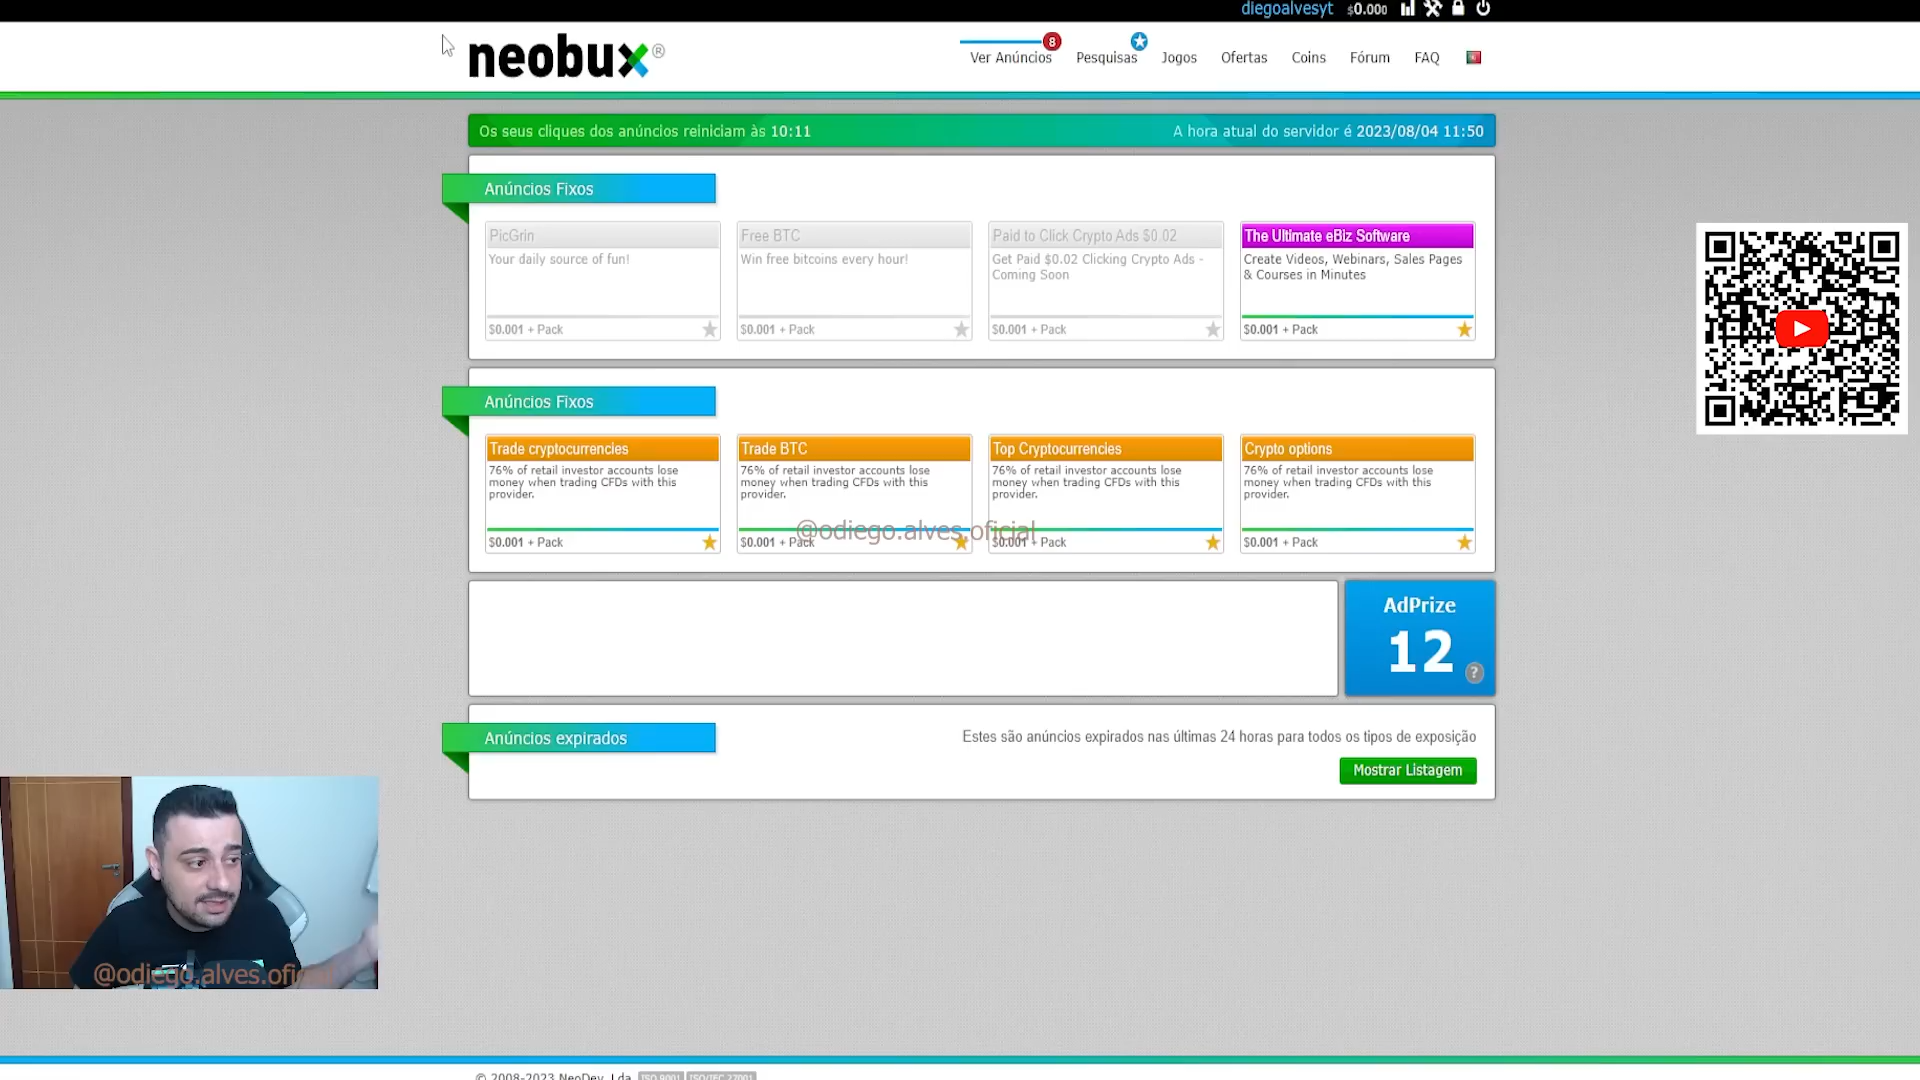 diegoalvesyt $0.000
neobux®
Ver Anúncios 8 Pesquisas Jogos Ofertas Coins Fórum FAQ
Os seus cliques dos anúncios reiniciam às 10:11
A hora atual do servidor é 2023/08/04 11:50
Anúncios Fixos
PicGrin
Your daily source of fun!
$0.001 + Pack
Free BTC
Win free bitcoins every hour!
$0.001 + Pack
Paid to Click Crypto Ads $0.02
Get Paid $0.02 Clicking Crypto Ads -
Coming Soon
$0.001 + Pack
The Ultimate eBiz Software
Create Videos, Webinars, Sales Pages
& Courses in Minutes
$0.001 + Pack
Anúncios Fixos
Trade cryptocurrencies
76% of retail investor accounts lose
money when trading CFDs with this
provider.
$0.001 + Pack
Trade BTC
76% of retail investor accounts lose
money when trading CFDs with this
provider.
$0.001 + Pack
Top Cryptocurrencies
76% of retail investor accounts lose
money when trading CFDs with this
provider.
$0.001 + Pack
Crypto options
76% of retail investor accounts lose
money when trading CFDs with this
provider.
$0.001 + Pack
@odiego.alves.oficial
AdPrize
12
?
Anúncios expirados
Estes são anúncios expirados nas últimas 24 horas para todos os tipos de exposição
Mostrar Listagem
@odiego.alves.oficial
© 2008-2023 NeoDev, Lda. ISO 9001 ISO/IEC 27001